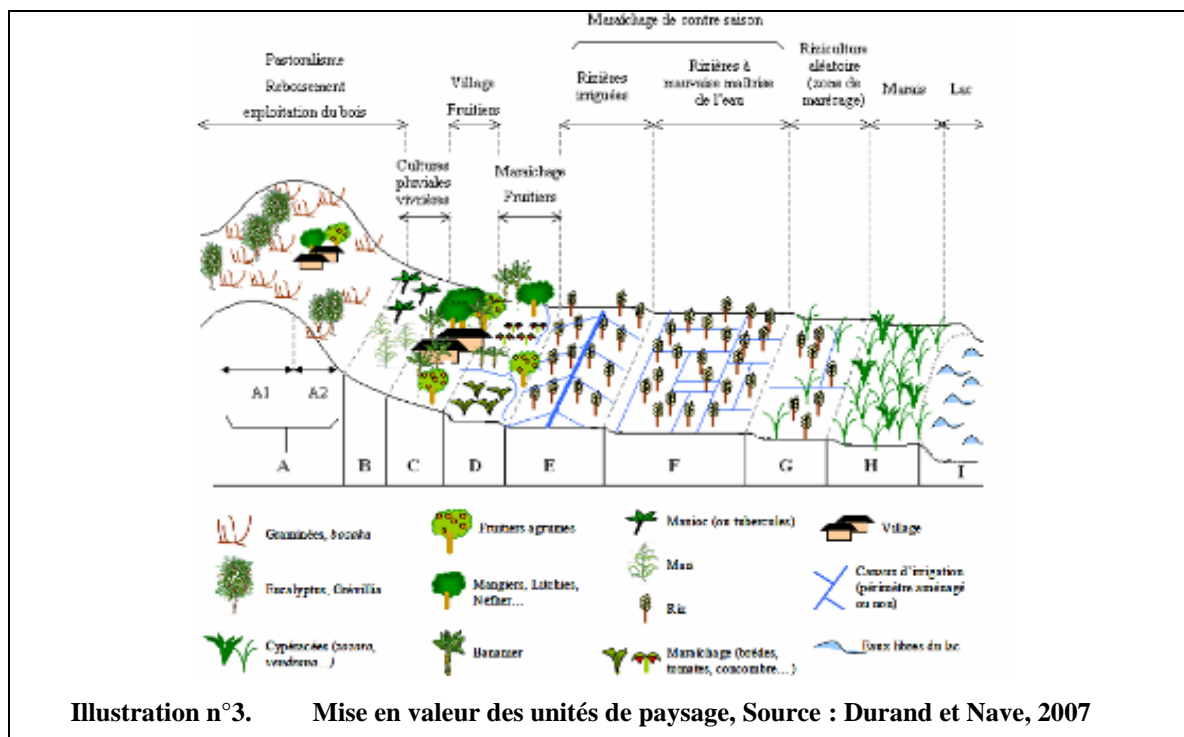 Maraîchage de contre saison
Pastoralisme
Reboisement
exploitation du bois
Village
Fruitiers
Rizières
irriguées
Rizières à
mauvaise maîtrise
de l'eau
Riziculture
aléatoire
(zone de
marécage)
Marais
Lac
Cultures
pluviales
vivrières
Maraîchage
Fruitiers
A1
A2
A
B
C
D
E
F
G
H
I
Graminées, bozaka
Fruitiers agrumes
Manioc (ou tubercules)
Village
Eucalyptus, Grévillia
Mangiers, Litchies,
Néflier...
Maïs
Riz
Canaux d'irrigation
(périmètre aménagé
ou non)
Cypéracées (zozoro,
vendrana...)
Bananier
Maraîchage (brèdes,
tomates, concombre...)
Eaux libres du lac
Illustration n°3. Mise en valeur des unités de paysage, Source : Durand et Nave, 2007